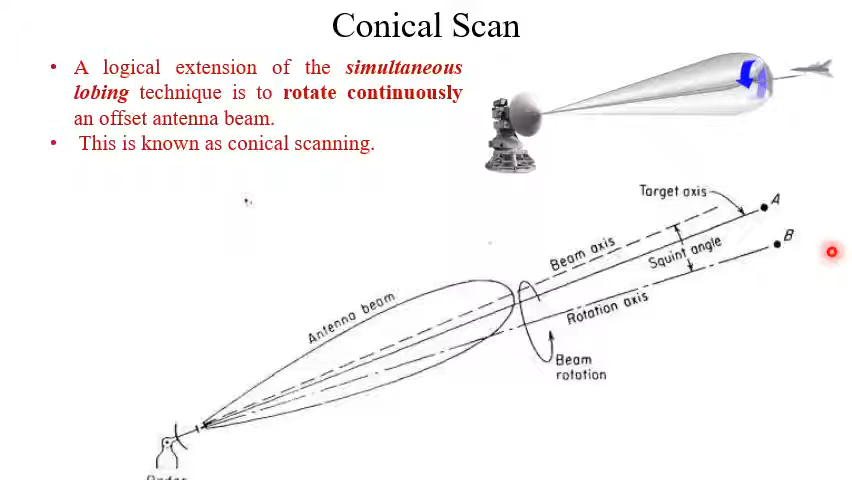 Conical Scan
• A logical extension of the simultaneous
lobing technique is to rotate continuously
an offset antenna beam.
• This is known as conical scanning.
Target axis
A
B
Beam axis
Squint angle
Rotation axis
Antenna beam
Beam
rotation